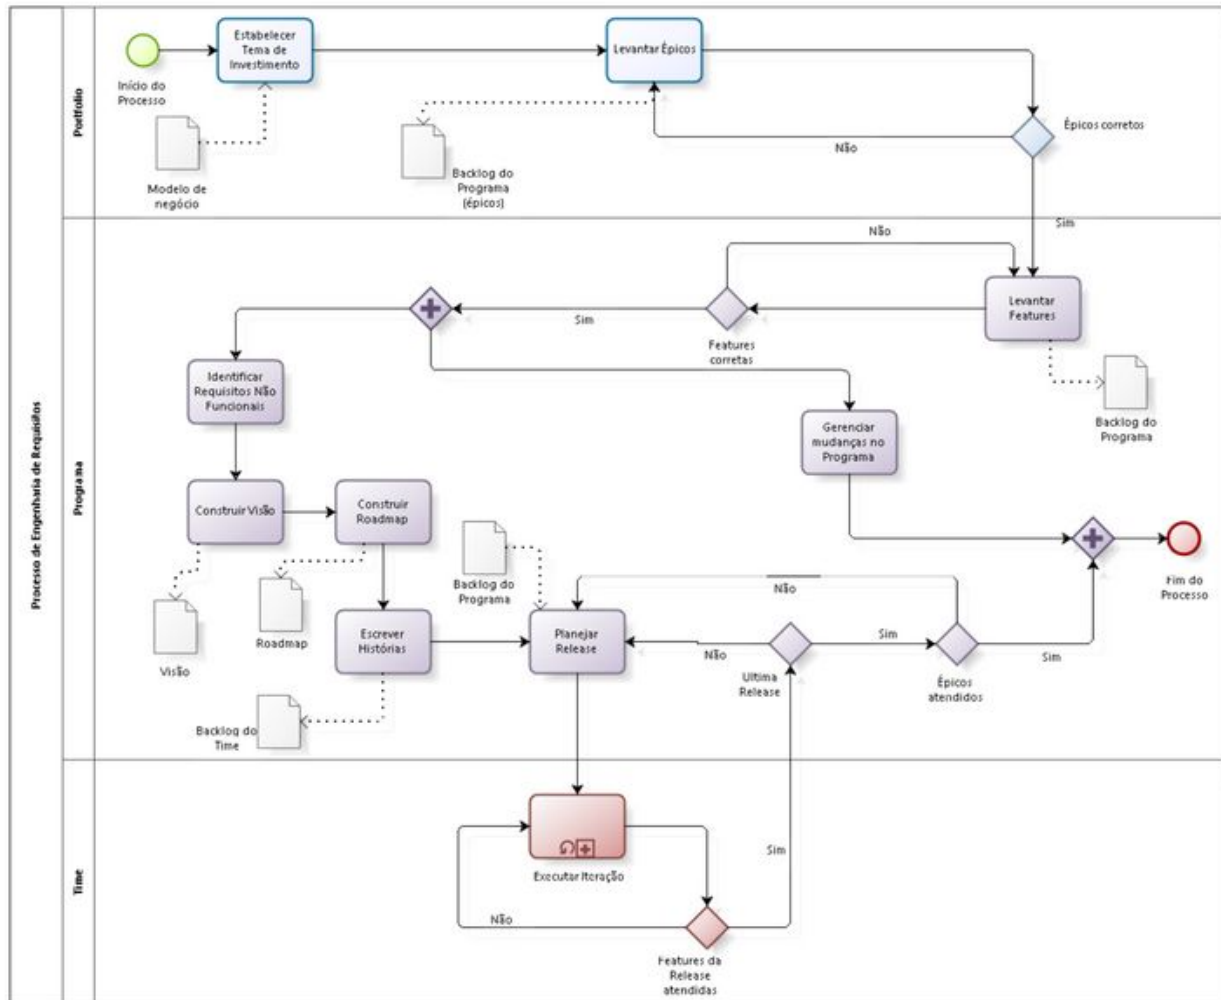 Processo de Engenharia de Requisitos
Portfolio
Início do
Processo
Estabelecer
Tema de
Investimento
Modelo de
negócio
Levantar Épicos
Backlog do
Programa
(épicos)
Não
Épicos corretos
Sim
Programa
Não
Levantar
Features
Features
corretas
Sim
Backlog do
Programa
Identificar
Requisitos Não
Funcionais
Gerenciar
mudanças no
Programa
Construir Visão
Construir
Roadmap
Visão
Roadmap
Backlog do
Programa
Escrever
Histórias
Backlog do
Time
Planejar
Release
Não
Não
Ultima
Release
Sim
Épicos
atendidos
Sim
Fim do
Processo
Time
Executar Iteração
Não
Sim
Features da
Release
atendidas